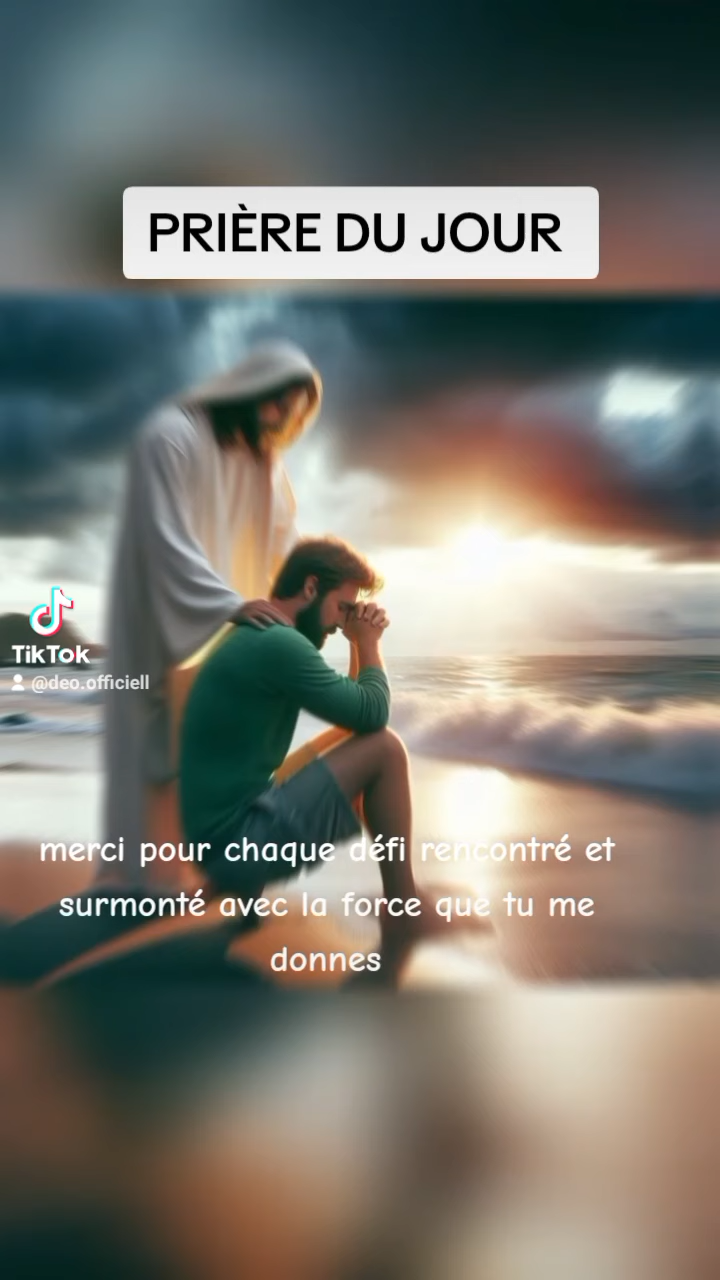 PRIÈRE DU JOUR
TikTok
@deo.officiell
merci pour chaque défi rencontré et
surmonté avec la force que tu me
donnes